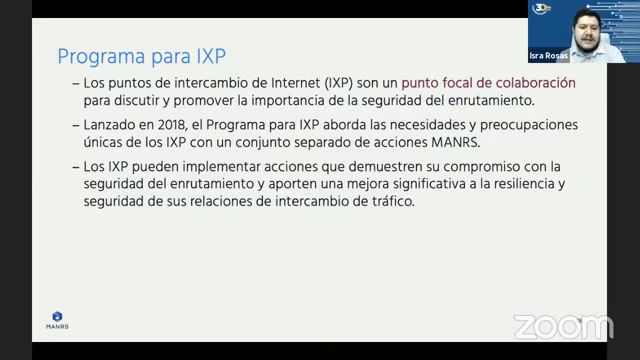 Programa para IXP
– Los puntos de intercambio de Internet (IXP) son un punto focal de colaboración
para discutir y promover la importancia de la seguridad del enrutamiento.
– Lanzado en 2018, el Programa para IXP aborda las necesidades y preocupaciones
únicas de los IXP con un conjunto separado de acciones MANRS.
– Los IXP pueden implementar acciones que demuestren su compromiso con la
seguridad del enrutamiento y aporten una mejora significativa a la resiliencia y
seguridad de sus relaciones de intercambio de tráfico.
MANRS
Isra Rosas
zoom